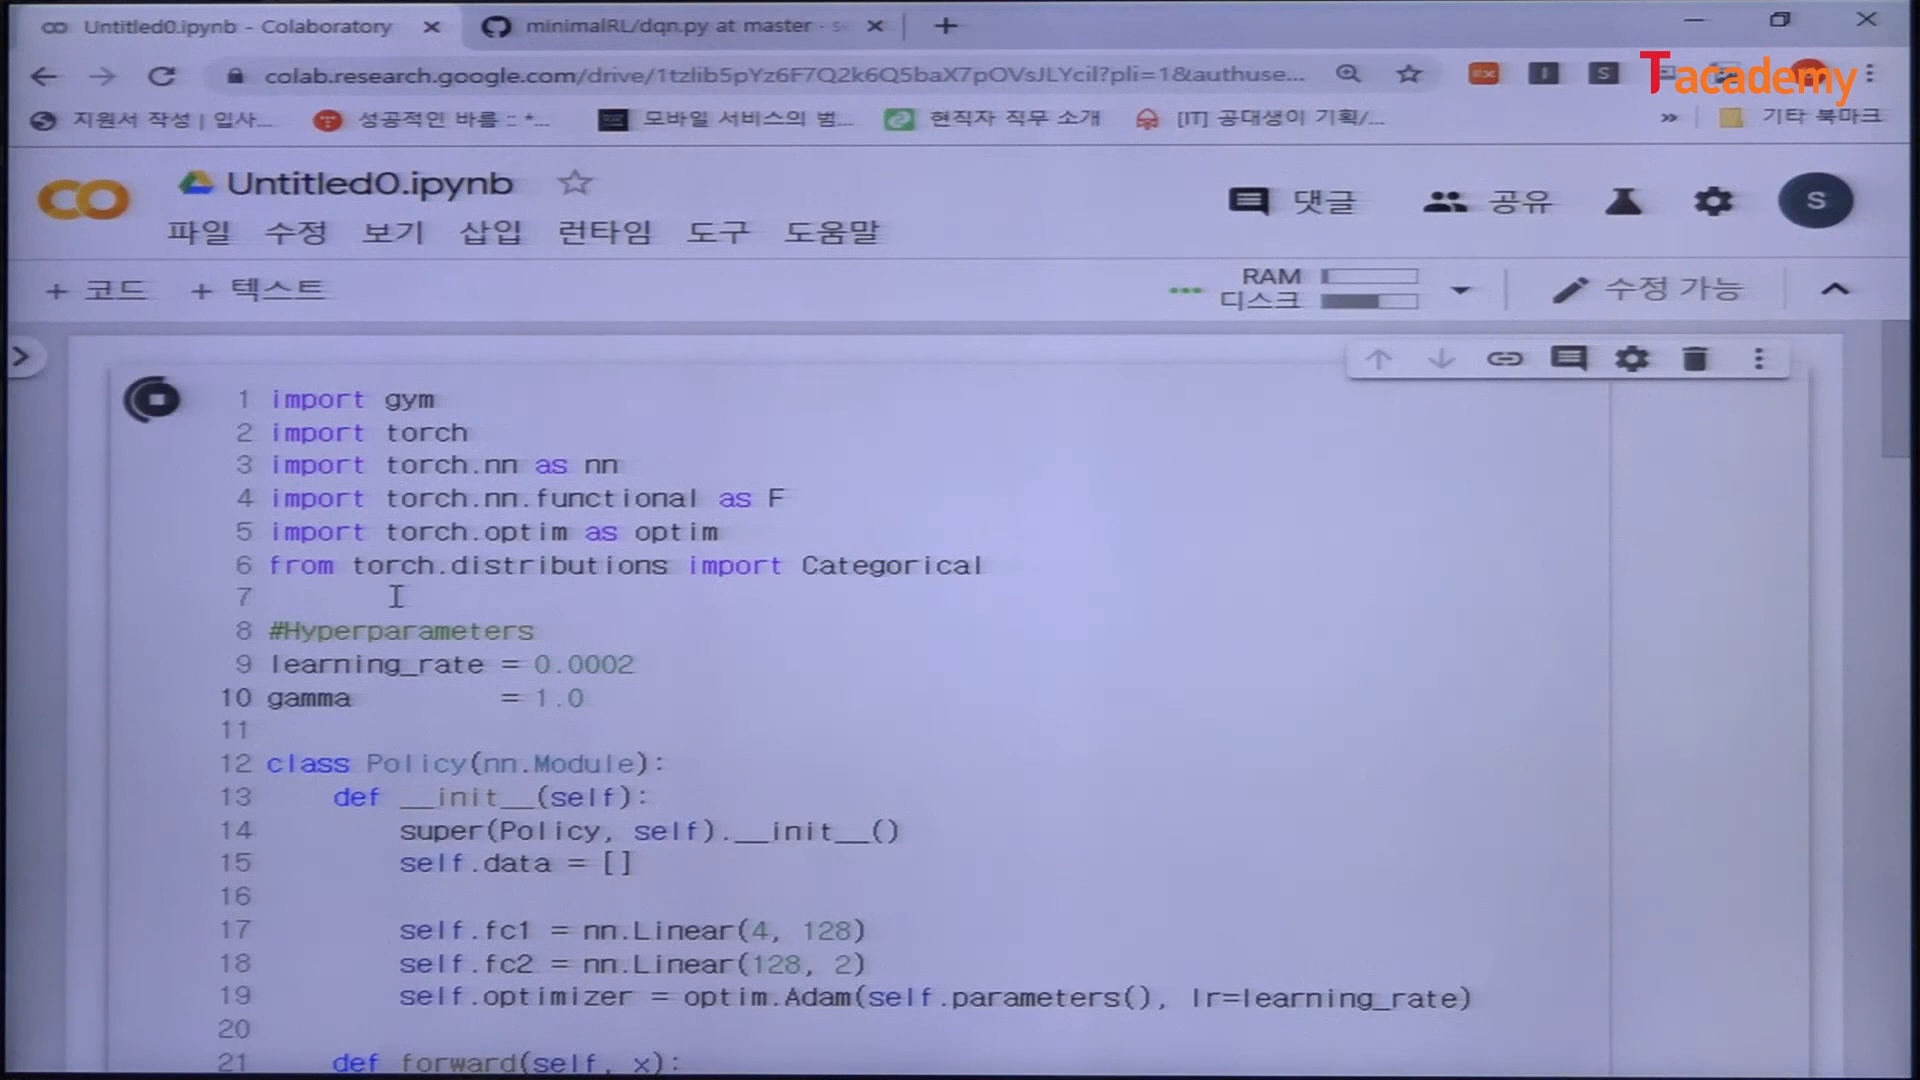 Untitled0.ipynb - Colaboratory
minimalRL/dqn.py at master · s
colab.research.google.com/drive/1tzlib5pYz6F7Q2k6Q5baX7pOVsJLYcil?pli=1&authuse...
Tacademy
지원서 작성 | 입사...
성공적인 바름 :: *...
모바일 서비스의 범...
현직자 직무 소개
[IT] 공대생이 기획/...
»
기타 북마크
Untitled0.ipynb
댓글
공유
S
파일 수정 보기 삽입 런타임 도구 도움말
+ 코드 + 텍스트
RAM
디스크
수정 가능
1 import gym
2 import torch
3 import torch.nn as nn
4 import torch.nn.functional as F
5 import torch.optim as optim
6 from torch.distributions import Categorical
7
8 #Hyperparameters
9 learning_rate = 0.0002
10 gamma = 1.0
11
12 class Policy(nn.Module):
13 def __init__(self):
14 super(Policy, self).__init__()
15 self.data = []
16
17 self.fc1 = nn.Linear(4, 128)
18 self.fc2 = nn.Linear(128, 2)
19 self.optimizer = optim.Adam(self.parameters(), lr=learning_rate)
20
21 def forward(self, x):